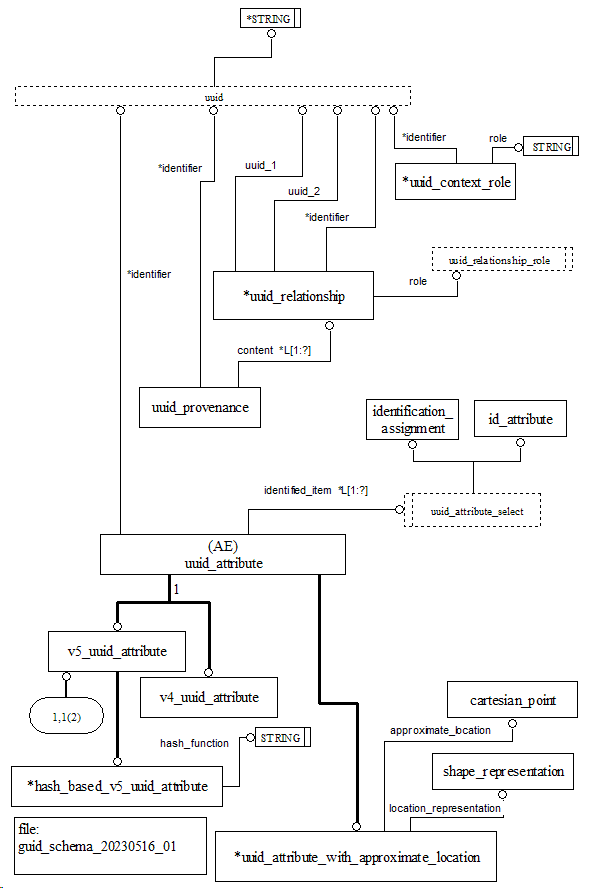 *STRING
uuid
*identifier
role
STRING
*identifier
uuid_1
uuid_2
*uuid_context_role
*identifier
*identifier
uuid_relationship_role
role
*uuid_relationship
content *L[1:?]
uuid_provenance
identification_
assignment
id_attribute
identified_item *L[1:?]
uuid_attribute_select
(AE)
uuid_attribute
1
v5_uuid_attribute
v4_uuid_attribute
1,1(2)
cartesian_point
approximate_location
hash_function
STRING
shape_representation
*hash_based_v5_uuid_attribute
location_representation
file:
guid_schema_20230516_01
*uuid_attribute_with_approximate_location